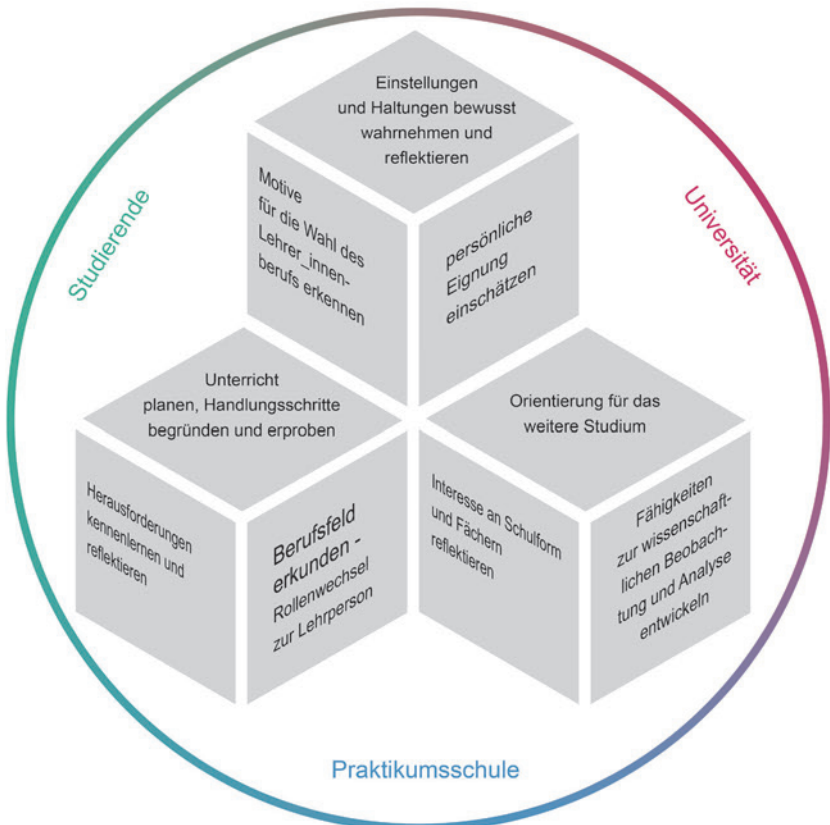 Einstellungen
und Haltungen bewusst
wahrnehmen und
reflektieren
Motive
für die Wahl des
Lehrer_innen-
berufs erkennen
persönliche
Eignung
einschätzen
Studierende
Universität
Unterricht
planen, Handlungsschritte
begründen und erproben
Orientierung für das
weitere Studium
Herausforderungen
kennenlernen und
reflektieren
Berufsfeld
erkunden -
Rollenwechsel
zur Lehrperson
Interesse an Schulform
und Fächern
reflektieren
Fähigkeiten
zur wissenschaft-
lichen Beobach-
tung und Analyse
entwickeln
Praktikumsschule